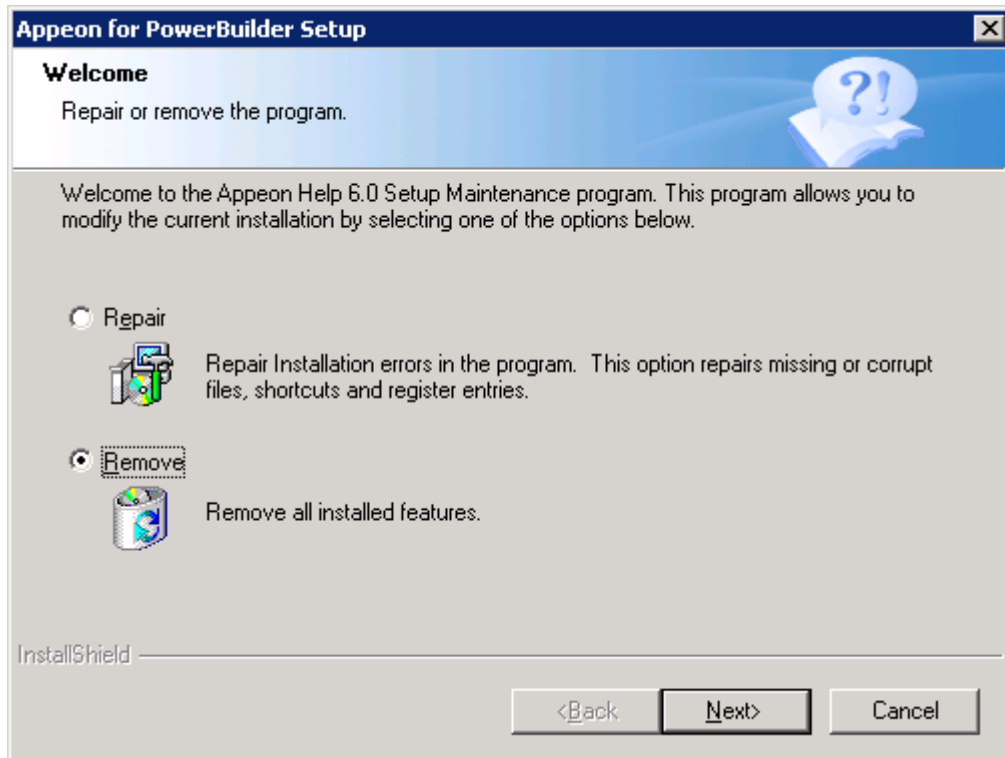 Appeon for PowerBuilder Setup
Welcome
Repair or remove the program.
?!
Welcome to the Appeon Help 6.0 Setup Maintenance program. This program allows you to
modify the current installation by selecting one of the options below.
Repair
Repair Installation errors in the program.  This option repairs missing or corrupt
files, shortcuts and register entries.
Remove
Remove all installed features.
InstallShield
<Back
Next>
Cancel